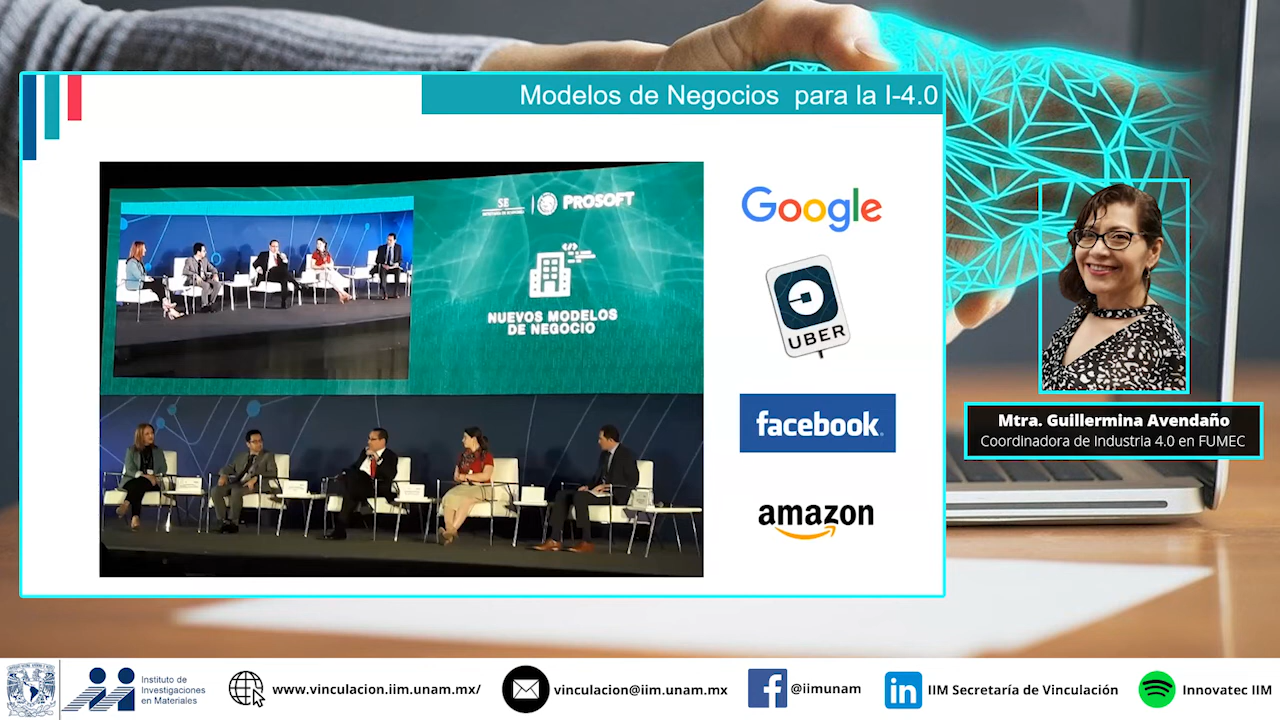 Modelos de Negocios para la I-4.0
SE
PROSOFT
</>
NUEVOS MODELOS
DE NEGOCIO
Google
UBER
facebook
amazon
Mtra. Guillermina Avendaño
Coordinadora de Industria 4.0 en FUMEC
Instituto de
Investigaciones
en Materiales
www.vinculacion.iim.unam.mx/
vinculacion@iim.unam.mx
@iimunam
in
IIM Secretaría de Vinculación
Innovatec IIM